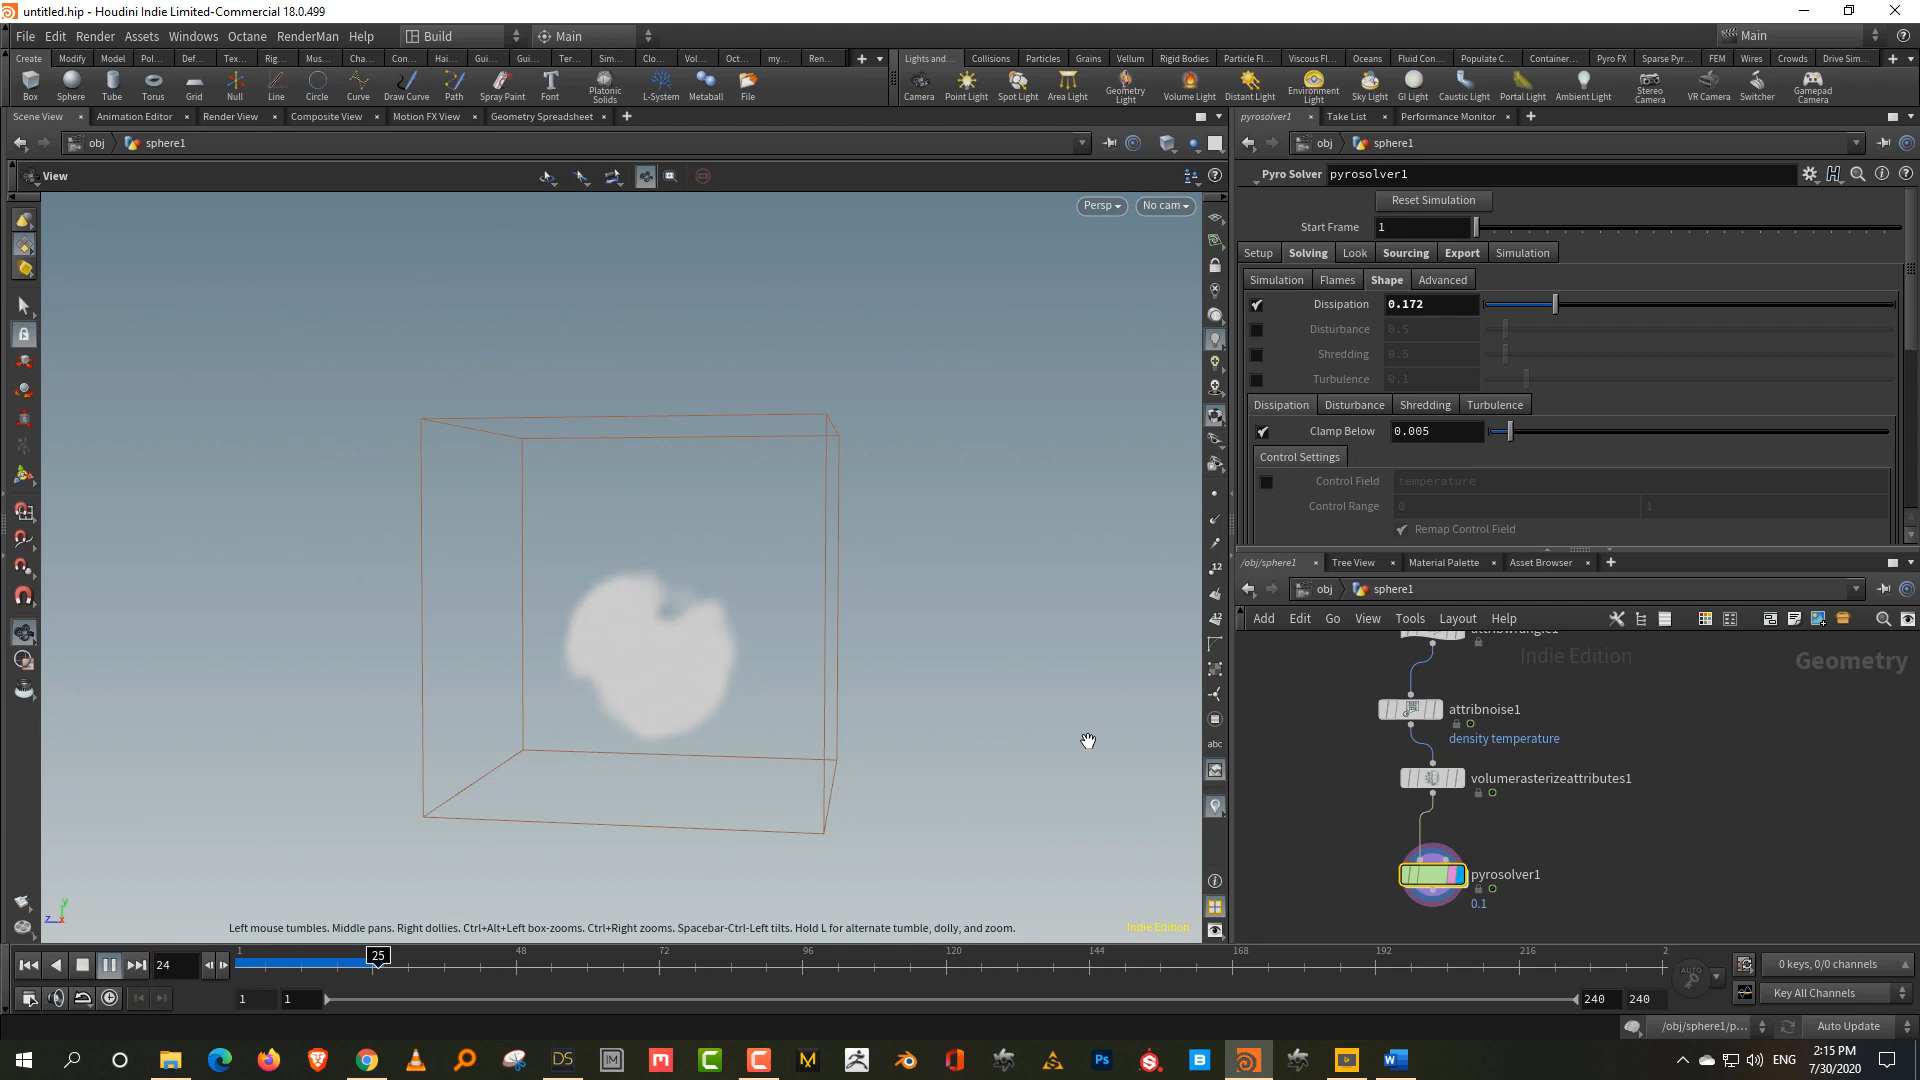 untitled.hip - Houdini Indie Limited-Commercial 18.0.499
File Edit Render Assets Windows Octane RenderMan Help Build Main Main
Create Modify Model Pol... Def... Tex... Rig... Mus... Cha... Con... Hai... Gui... Gui... Ter... Sim... Clo... Vol... Oct... my... Ren...
Lights and... Collisions Particles Grains Vellum Rigid Bodies Particle Fl... Viscous Fl... Oceans Fluid Con... Populate C... Container... Pyro FX Sparse Pyr... FEM Wires Crowds Drive Sim...
Box Sphere Tube Torus Grid Null Line Circle Curve Draw Curve Path Spray Paint Font Platonic Solids L-System Metaball File
Camera Point Light Spot Light Area Light Geometry Light Volume Light Distant Light Environment Light Sky Light GI Light Caustic Light Portal Light Ambient Light Stereo Camera VR Camera Switcher Gamepad Camera
Scene View Animation Editor Render View Composite View Motion FX View Geometry Spreadsheet
pyrosolver1 Take List Performance Monitor
obj sphere1
obj sphere1
View
Persp No cam
Pyro Solver pyrosolver1
Reset Simulation
Start Frame 1
Setup Solving Look Sourcing Export Simulation
Simulation Flames Shape Advanced
Dissipation 0.172
Disturbance 0.5
Shredding 0.5
Turbulence 0.1
Dissipation Disturbance Shredding Turbulence
Clamp Below 0.005
Control Settings
Control Field temperature
Control Range 0 1
Remap Control Field
/obj/sphere1 Tree View Material Palette Asset Browser
obj sphere1
Add Edit Go View Tools Layout Help
attribwrangle1
Indie Edition
Geometry
attribnoise1
density temperature
volumerasterizeattributes1
pyrosolver1
0.1
12
12
abc
z x y
Left mouse tumbles. Middle pans. Right dollies. Ctrl+Alt+Left box-zooms. Ctrl+Right zooms. Spacebar-Ctrl-Left tilts. Hold L for alternate tumble, dolly, and zoom.
Indie Edition
24 1 25 48 72 96 120 144 168 192 216 2
AUTO
0 keys, 0/0 channels
1 1 240 240
Key All Channels
/obj/sphere1/p... Auto Update
DS M Ps B W ENG
2:15 PM
7/30/2020